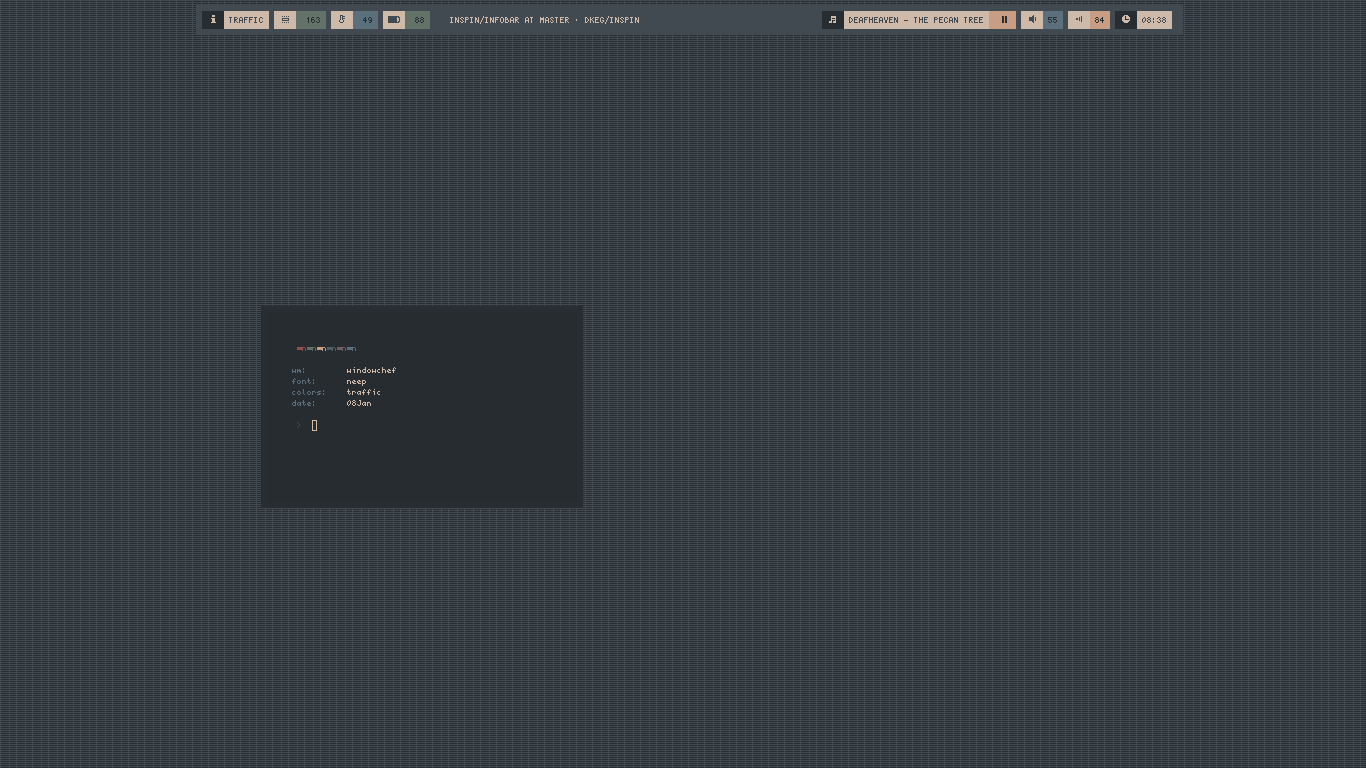 TRAFFIC 163 49 88 INSPIN/INFOBAR AT MASTER · DKEG/INSPIN DEAFHEAVEN - THE PECAN TREE 55 84 08:38
wm: windowchef
font: neep
colors: traffic
date: 08Jan
>